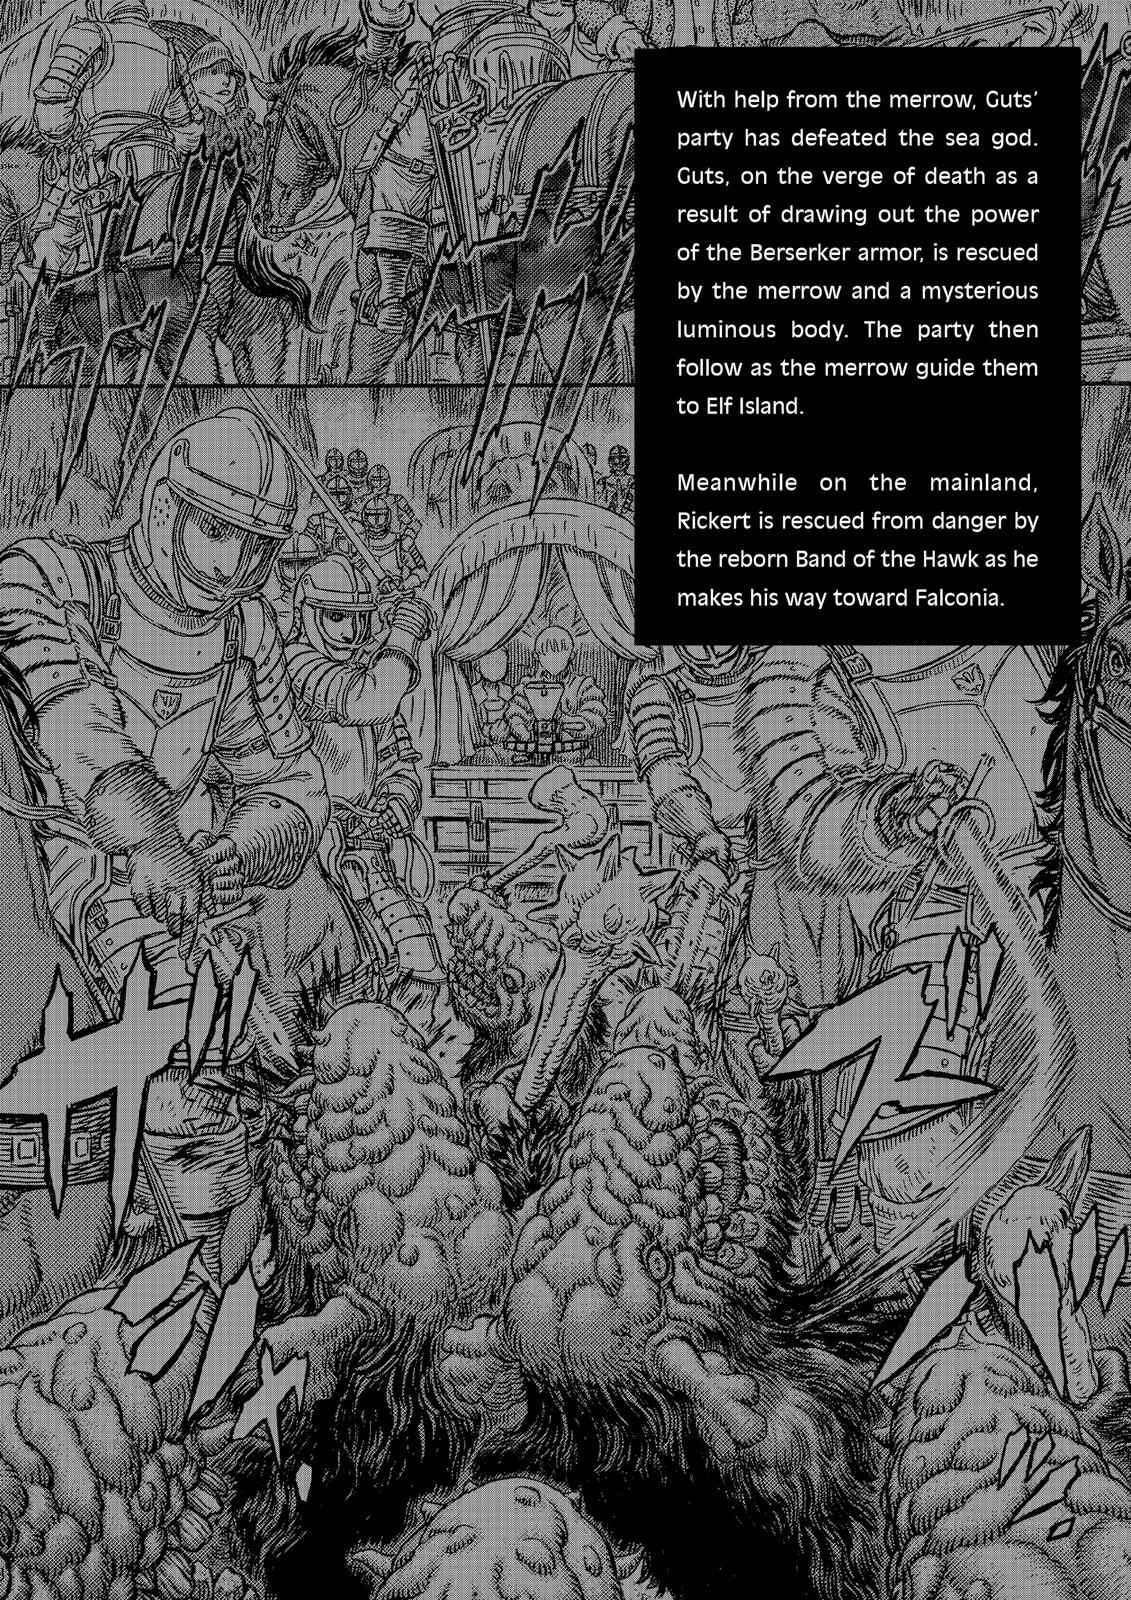 With help from the merrow, Guts'
party has defeated the sea god.
Guts, on the verge of death as a
result of drawing out the power
of the Berserker armor, is rescued
by the merrow and a mysterious
luminous body. The party then
follow as the merrow guide them
to Elf Island.
Meanwhile on the mainland,
Rickert is rescued from danger by
the reborn Band of the Hawk as he
makes his way toward Falconia.